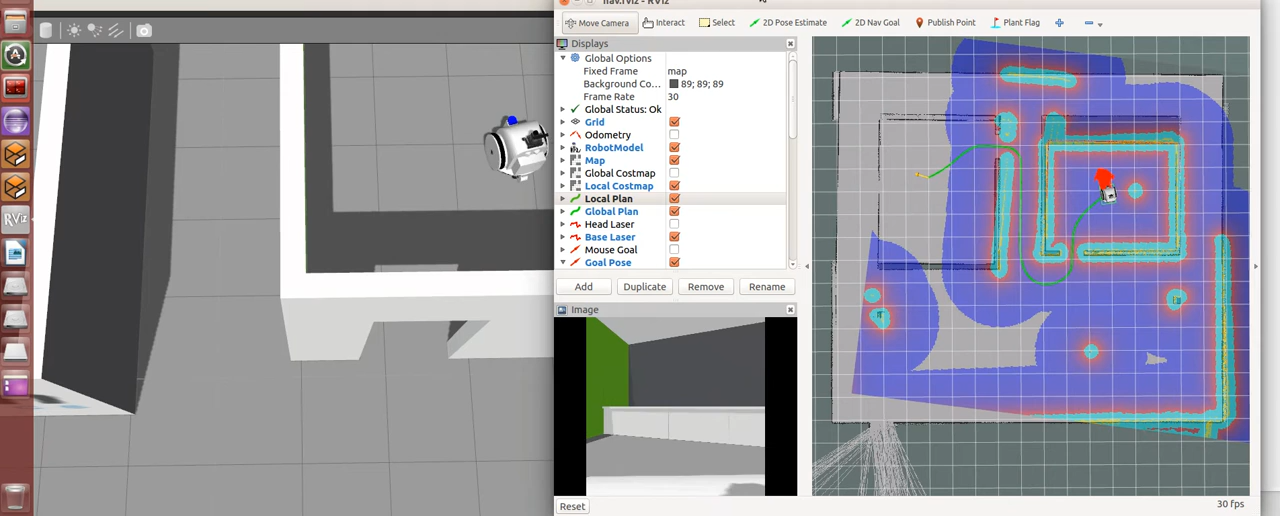 nav.rviz - RViz
Move Camera
Interact
Select
2D Pose Estimate
2D Nav Goal
Publish Point
Plant Flag
Displays
Global Options
Fixed Frame map
Background Co... 89; 89; 89
Frame Rate 30
Global Status: Ok
Grid
Odometry
RobotModel
Map
Global Costmap
Local Costmap
Local Plan
Global Plan
Head Laser
Base Laser
Mouse Goal
Goal Pose
Add
Duplicate
Remove
Rename
Image
Reset
30 fps
RViz